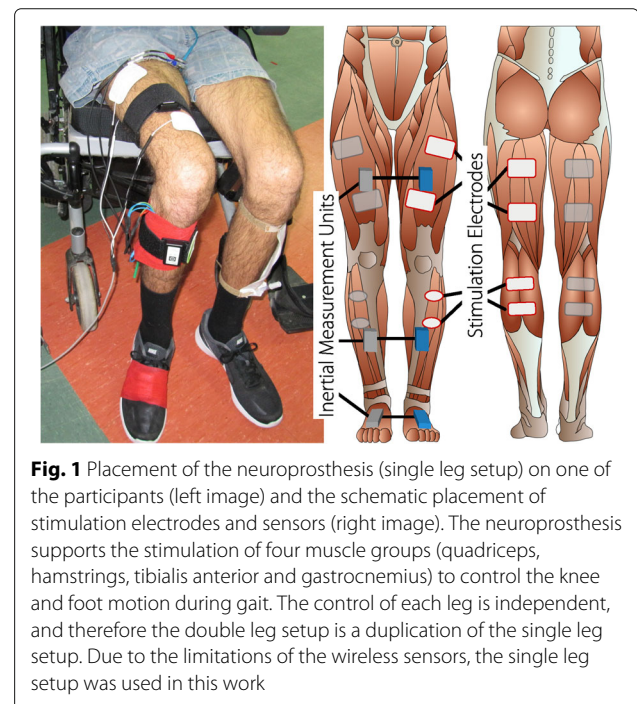 Inertial Measurement Units
Stimulation Electrodes
Fig. 1 Placement of the neuroprosthesis (single leg setup) on one of
the participants (left image) and the schematic placement of
stimulation electrodes and sensors (right image). The neuroprosthesis
supports the stimulation of four muscle groups (quadriceps,
hamstrings, tibialis anterior and gastrocnemius) to control the knee
and foot motion during gait. The control of each leg is independent,
and therefore the double leg setup is a duplication of the single leg
setup. Due to the limitations of the wireless sensors, the single leg
setup was used in this work